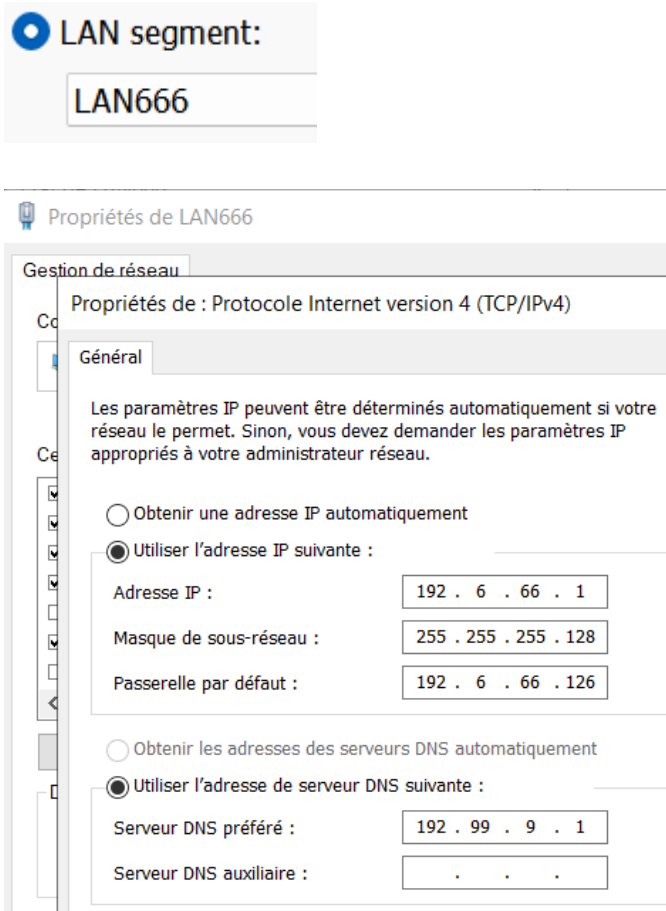 LAN segment:
LAN666
Propriétés de LAN666
Gestion de réseau
Propriétés de : Protocole Internet version 4 (TCP/IPv4)
Général
Les paramètres IP peuvent être déterminés automatiquement si votre
réseau le permet. Sinon, vous devez demander les paramètres IP
appropriés à votre administrateur réseau.
Obtenir une adresse IP automatiquement
Utiliser l’adresse IP suivante :
Adresse IP : 192 . 6 . 66 . 1
Masque de sous-réseau : 255 . 255 . 255 . 128
Passerelle par défaut : 192 . 6 . 66 . 126
Obtenir les adresses des serveurs DNS automatiquement
Utiliser l’adresse de serveur DNS suivante :
Serveur DNS préféré : 192 . 99 . 9 . 1
Serveur DNS auxiliaire : . . .